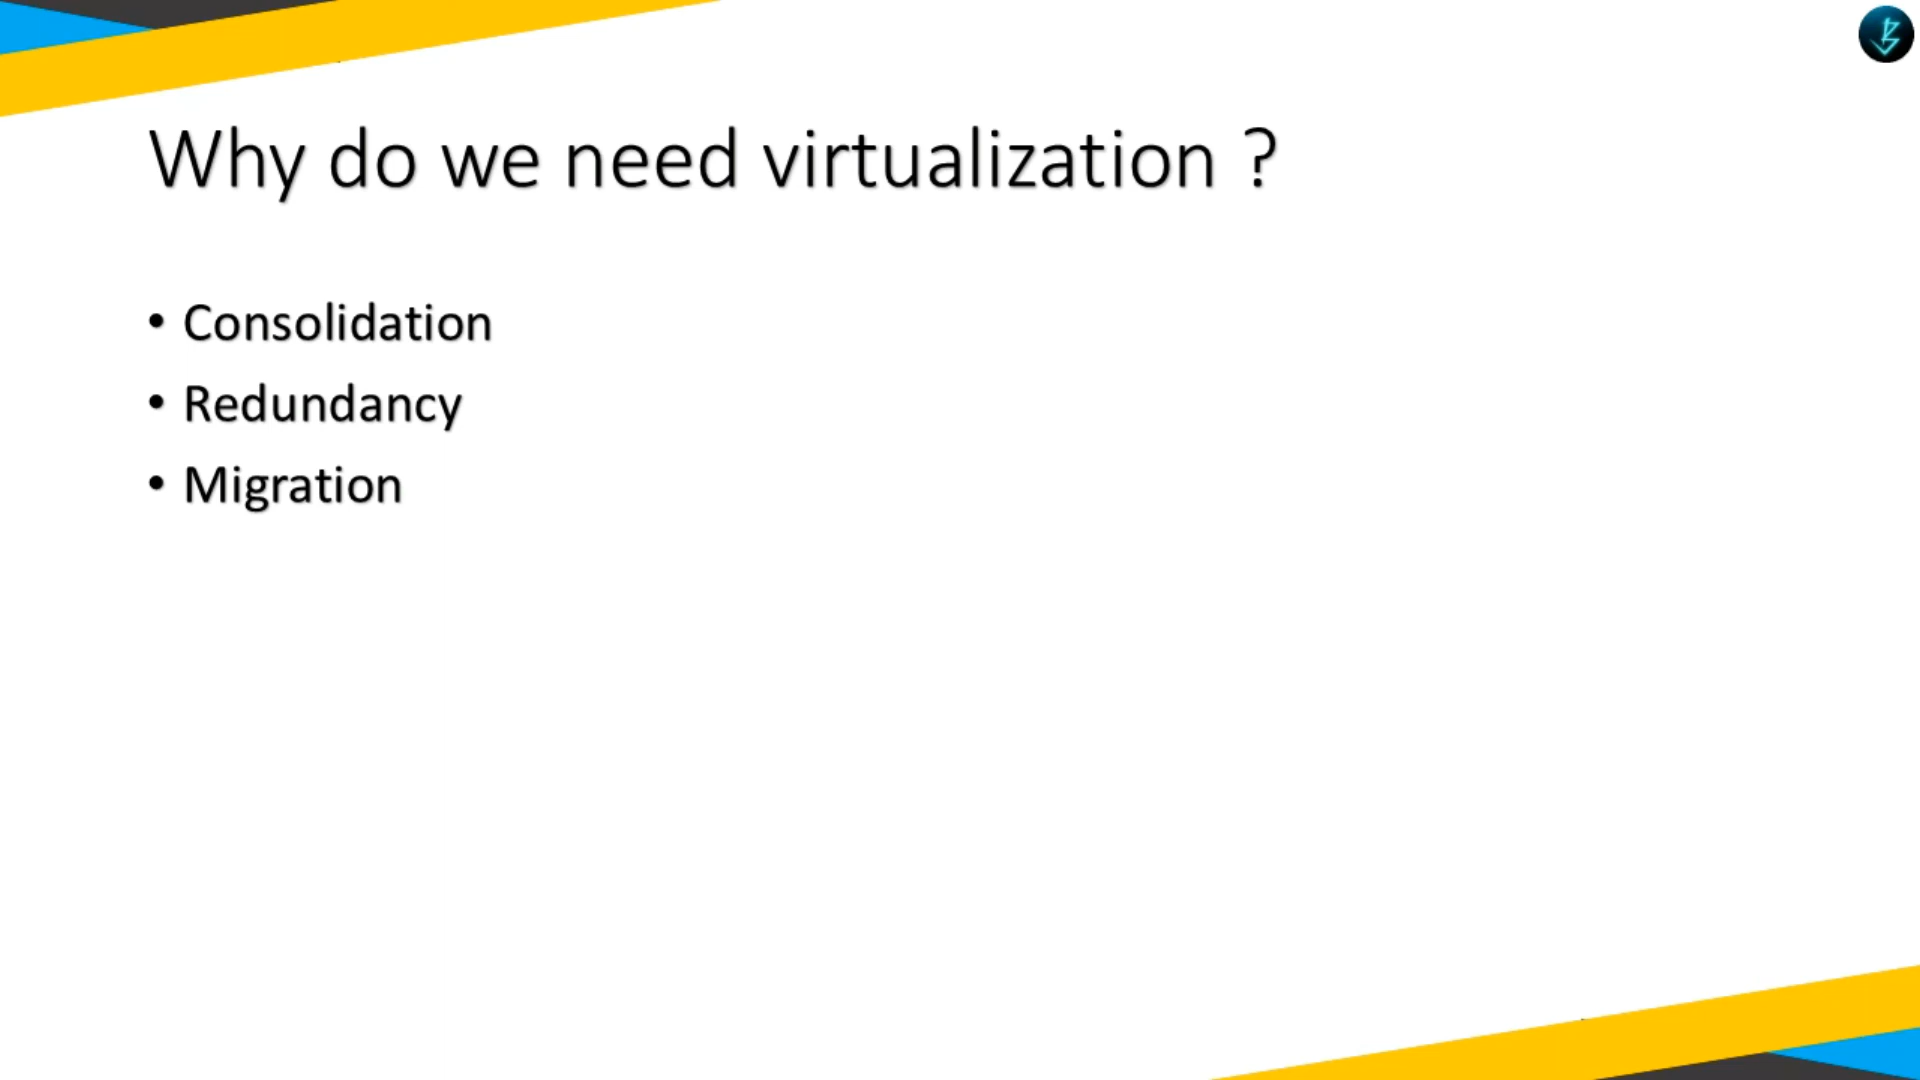 Why do we need virtualization ?
• Consolidation
• Redundancy
• Migration